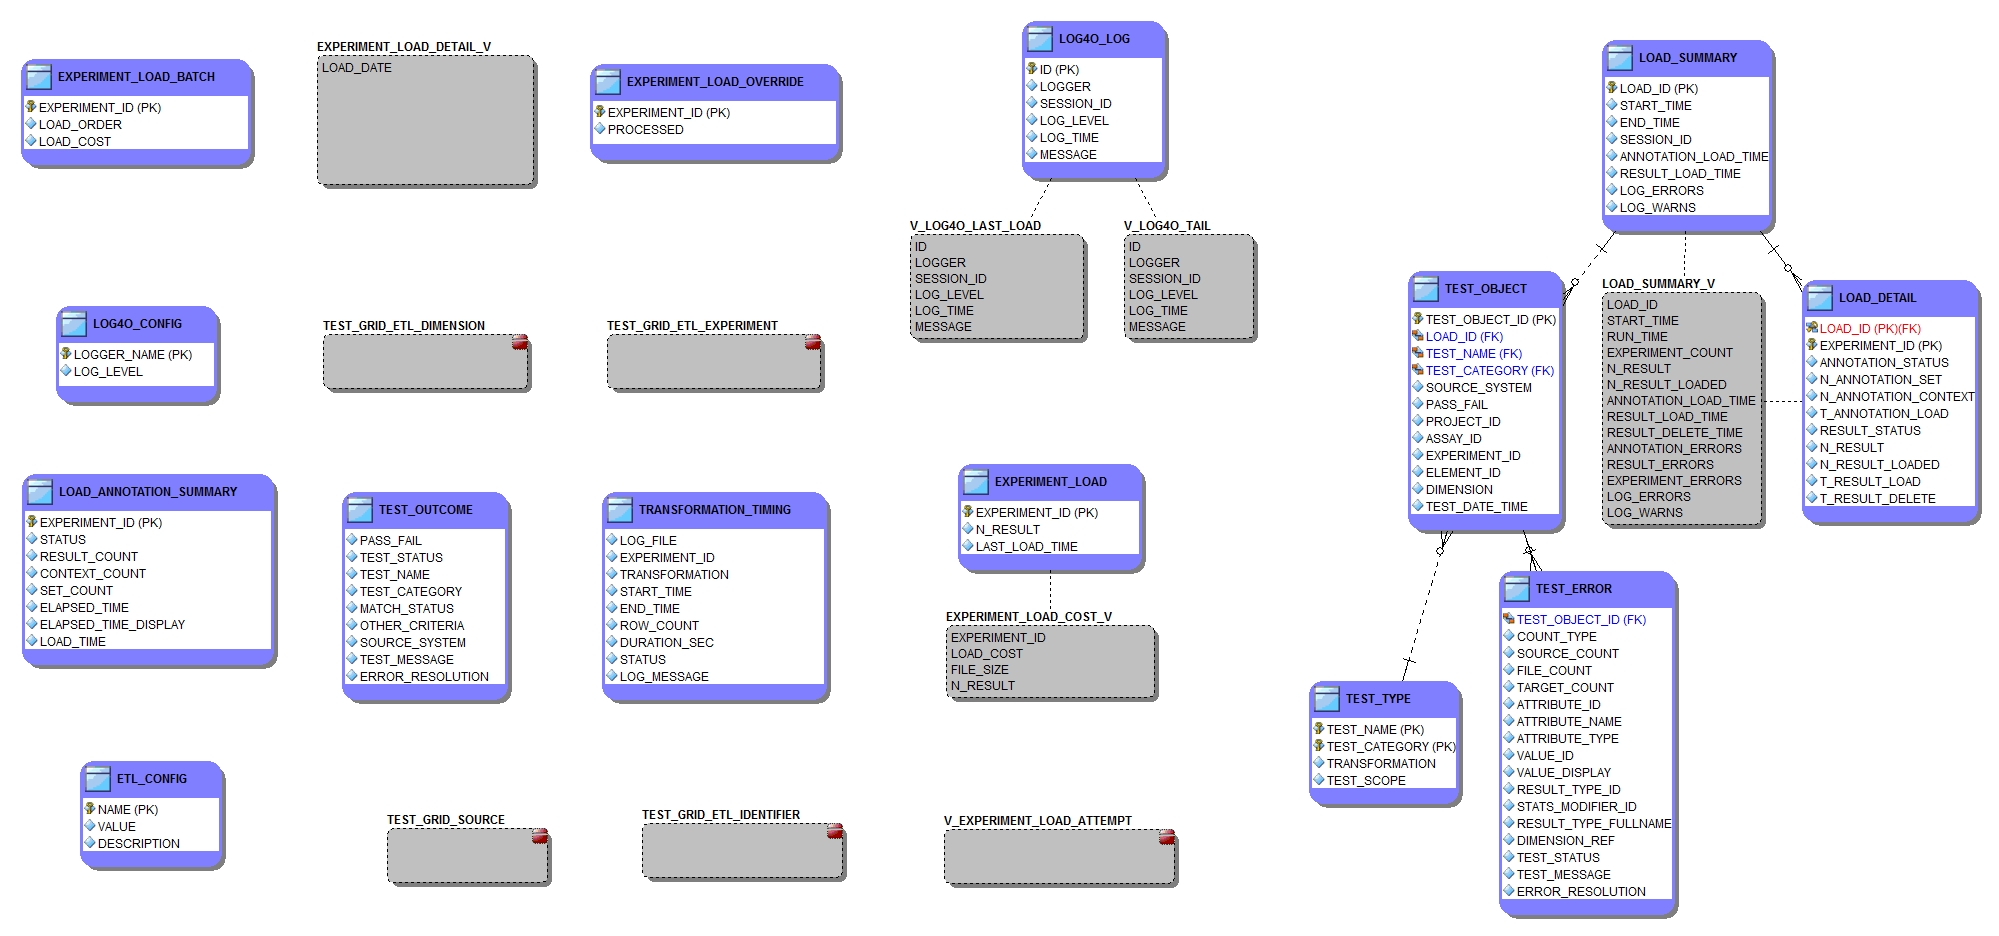 EXPERIMENT_LOAD_BATCH
EXPERIMENT_ID (PK)
LOAD_ORDER
LOAD_COST
EXPERIMENT_LOAD_DETAIL_V
LOAD_DATE
EXPERIMENT_LOAD_OVERRIDE
EXPERIMENT_ID (PK)
PROCESSED
LOG4O_LOG
ID (PK)
LOGGER
SESSION_ID
LOG_LEVEL
LOG_TIME
MESSAGE
V_LOG4O_LAST_LOAD
ID
LOGGER
SESSION_ID
LOG_LEVEL
LOG_TIME
MESSAGE
V_LOG4O_TAIL
ID
LOGGER
SESSION_ID
LOG_LEVEL
LOG_TIME
MESSAGE
LOAD_SUMMARY
LOAD_ID (PK)
START_TIME
END_TIME
SESSION_ID
ANNOTATION_LOAD_TIME
RESULT_LOAD_TIME
LOG_ERRORS
LOG_WARNS
TEST_OBJECT
TEST_OBJECT_ID (PK)
LOAD_ID (FK)
TEST_NAME (FK)
TEST_CATEGORY (FK)
SOURCE_SYSTEM
PASS_FAIL
PROJECT_ID
ASSAY_ID
EXPERIMENT_ID
ELEMENT_ID
DIMENSION
TEST_DATE_TIME
LOAD_SUMMARY_V
LOAD_ID
START_TIME
RUN_TIME
EXPERIMENT_COUNT
N_RESULT
N_RESULT_LOADED
ANNOTATION_LOAD_TIME
RESULT_LOAD_TIME
RESULT_DELETE_TIME
ANNOTATION_ERRORS
RESULT_ERRORS
EXPERIMENT_ERRORS
LOG_ERRORS
LOG_WARNS
LOAD_DETAIL
LOAD_ID (PK)(FK)
EXPERIMENT_ID (PK)
ANNOTATION_STATUS
N_ANNOTATION_SET
N_ANNOTATION_CONTEXT
T_ANNOTATION_LOAD
RESULT_STATUS
N_RESULT
N_RESULT_LOADED
T_RESULT_LOAD
T_RESULT_DELETE
LOG4O_CONFIG
LOGGER_NAME (PK)
LOG_LEVEL
TEST_GRID_ETL_DIMENSION
TEST_GRID_ETL_EXPERIMENT
LOAD_ANNOTATION_SUMMARY
EXPERIMENT_ID (PK)
STATUS
RESULT_COUNT
CONTEXT_COUNT
SET_COUNT
ELAPSED_TIME
ELAPSED_TIME_DISPLAY
LOAD_TIME
TEST_OUTCOME
PASS_FAIL
TEST_STATUS
TEST_NAME
TEST_CATEGORY
MATCH_STATUS
OTHER_CRITERIA
SOURCE_SYSTEM
TEST_MESSAGE
ERROR_RESOLUTION
TRANSFORMATION_TIMING
LOG_FILE
EXPERIMENT_ID
TRANSFORMATION
START_TIME
END_TIME
ROW_COUNT
DURATION_SEC
STATUS
LOG_MESSAGE
EXPERIMENT_LOAD
EXPERIMENT_ID (PK)
N_RESULT
LAST_LOAD_TIME
EXPERIMENT_LOAD_COST_V
EXPERIMENT_ID
LOAD_COST
FILE_SIZE
N_RESULT
TEST_TYPE
TEST_NAME (PK)
TEST_CATEGORY (PK)
TRANSFORMATION
TEST_SCOPE
TEST_ERROR
TEST_OBJECT_ID (FK)
COUNT_TYPE
SOURCE_COUNT
FILE_COUNT
TARGET_COUNT
ATTRIBUTE_ID
ATTRIBUTE_NAME
ATTRIBUTE_TYPE
VALUE_ID
VALUE_DISPLAY
RESULT_TYPE_ID
STATS_MODIFIER_ID
RESULT_TYPE_FULLNAME
DIMENSION_REF
TEST_STATUS
TEST_MESSAGE
ERROR_RESOLUTION
ETL_CONFIG
NAME (PK)
VALUE
DESCRIPTION
TEST_GRID_SOURCE
TEST_GRID_ETL_IDENTIFIER
V_EXPERIMENT_LOAD_ATTEMPT